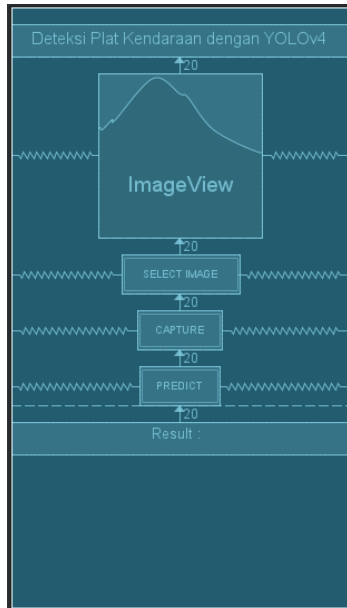 Deteksi Plat Kendaraan dengan YOLOv4
20
ImageView
20
SELECT IMAGE
20
CAPTURE
20
PREDICT
20
Result :